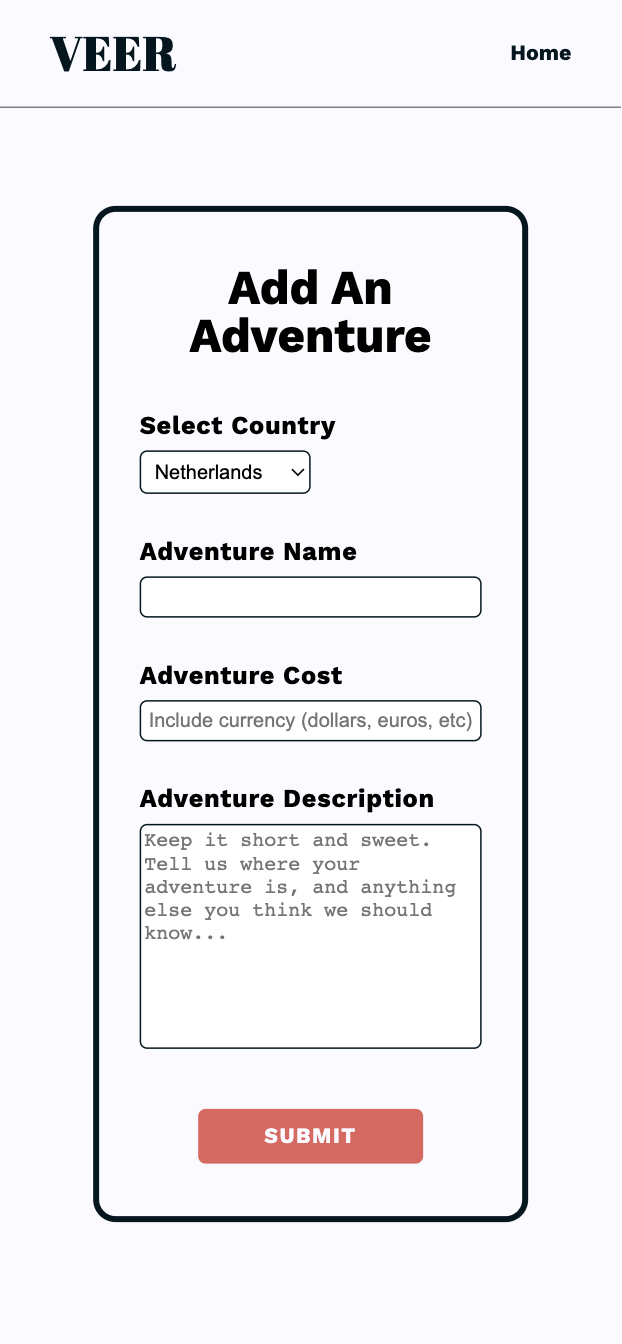 VEER
Home
Add An
Adventure
Select Country
Netherlands
Adventure Name
Adventure Cost
Include currency (dollars, euros, etc)
Adventure Description
Keep it short and sweet.
Tell us where your
adventure is, and anything
else you think we should
know...
SUBMIT